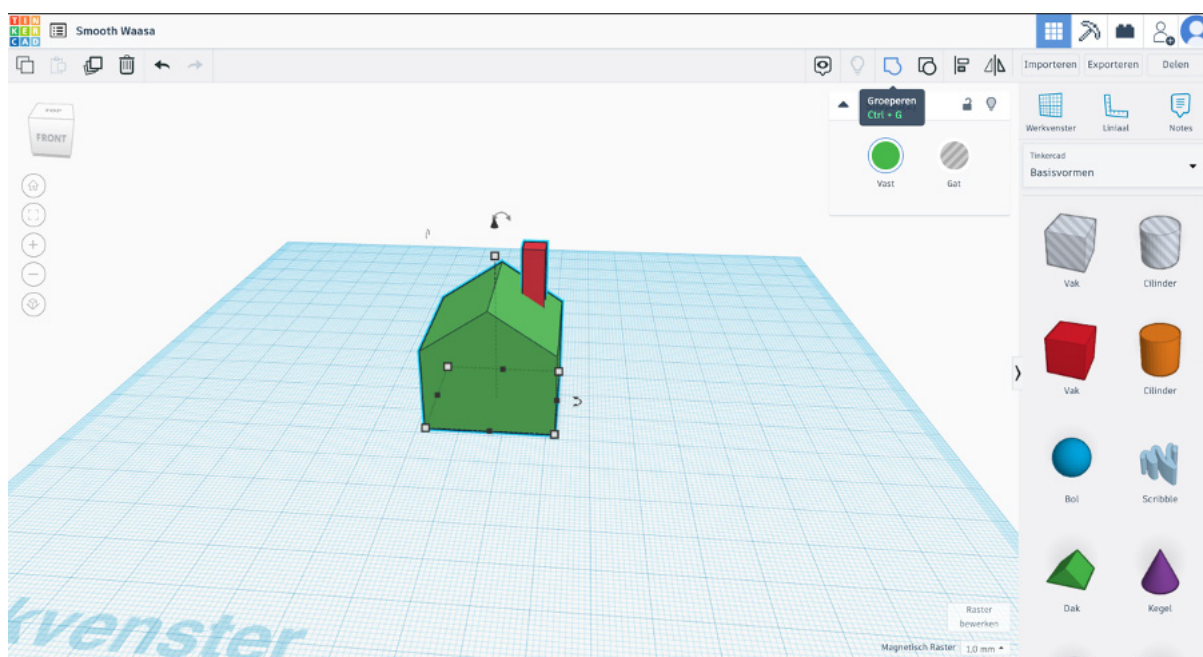 TIN
KER
CAD
Smooth Waasa
Importeren
Exporteren
Delen
Groeperen
Ctrl + G
TOP
FRONT
Werkvenster
Liniaal
Notes
Vast
Gat
Tinkercad
Basisvormen
Vak
Cilinder
Vak
Cilinder
Bol
Scribble
Dak
Kegel
kvenster
Raster
bewerken
Magnetisch Raster
1,0 mm